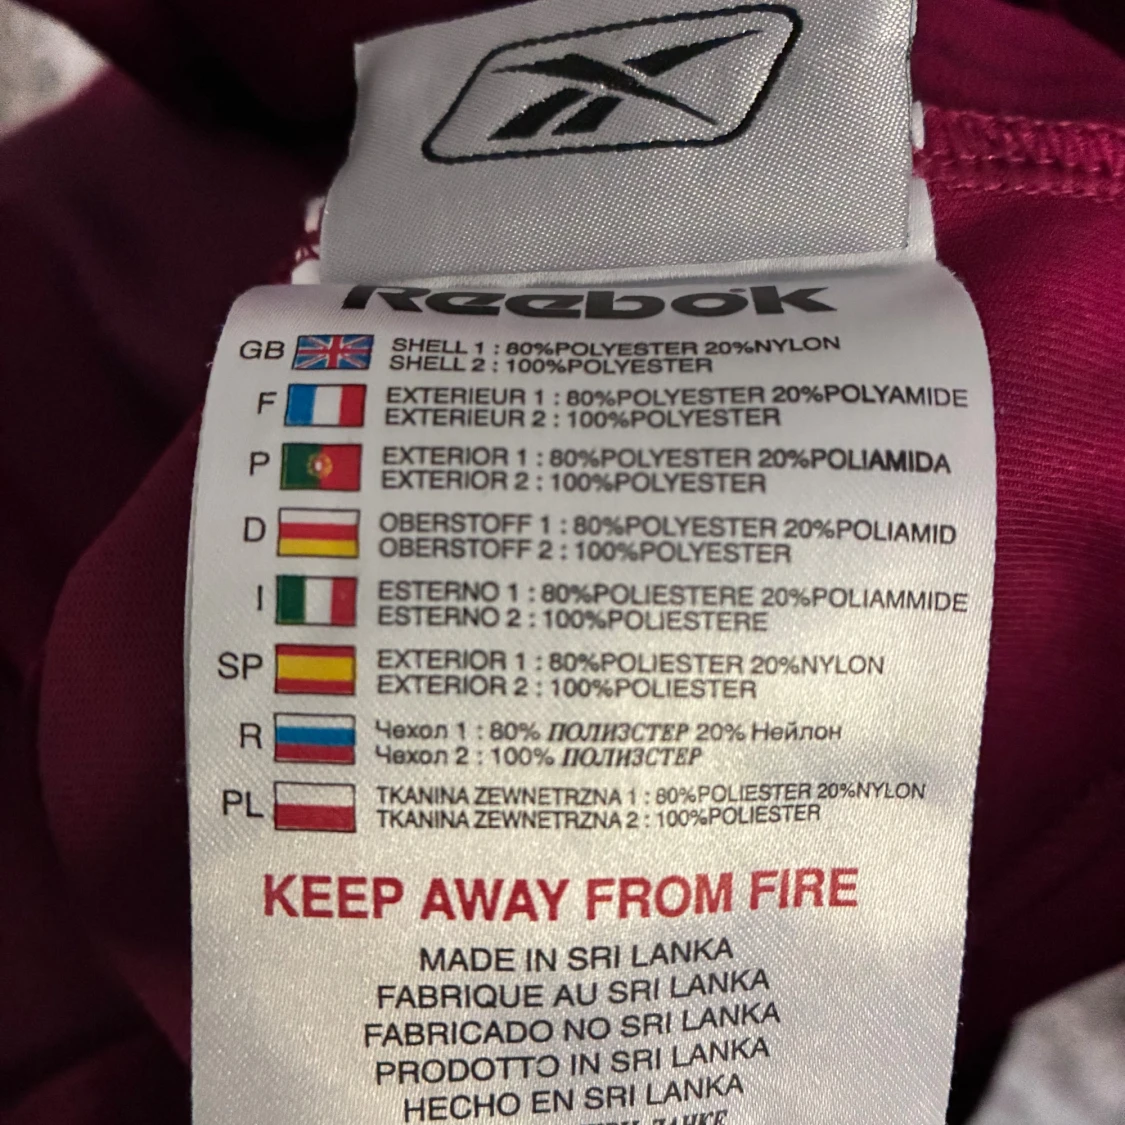 Reebok
GB SHELL 1 : 80%POLYESTER 20%NYLON
SHELL 2 : 100%POLYESTER
F EXTERIEUR 1 : 80%POLYESTER 20%POLYAMIDE
EXTERIEUR 2 : 100%POLYESTER
P EXTERIOR 1 : 80%POLYESTER 20%POLIAMIDA
EXTERIOR 2 : 100%POLYESTER
D OBERSTOFF 1 : 80%POLYESTER 20%POLIAMID
OBERSTOFF 2 : 100%POLYESTER
I ESTERNO 1 : 80%POLIESTERE 20%POLIAMMIDE
ESTERNO 2 : 100%POLIESTERE
SP EXTERIOR 1 : 80%POLIESTER 20%NYLON
EXTERIOR 2 : 100%POLIESTER
R Чехол 1 : 80% ПОЛИЗСТЕР 20% Нейлон
Чехол 2 : 100% ПОЛИЗСТЕР
PL TKANINA ZEWNETRZNA 1 : 80%POLIESTER 20%NYLON
TKANINA ZEWNETRZNA 2 : 100%POLIESTER
KEEP AWAY FROM FIRE
MADE IN SRI LANKA
FABRIQUE AU SRI LANKA
FABRICADO NO SRI LANKA
PRODOTTO IN SRI LANKA
HECHO EN SRI LANKA